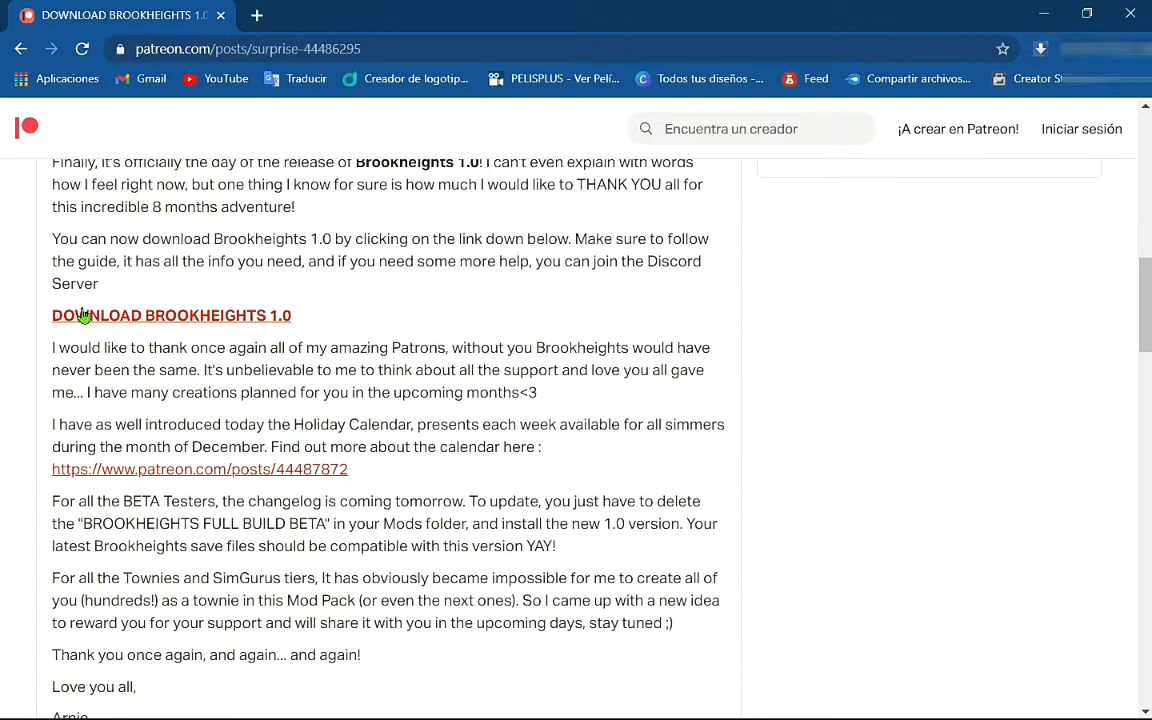 DOWNLOAD BROOKHEIGHTS 1.0
patreon.com/posts/surprise-44486295
Aplicaciones Gmail YouTube Traducir Creador de logotip... PELISPLUS - Ver Pelí... Todos tus diseños -... Feed Compartir archivos... Creator S
Encuentra un creador ¡A crear en Patreon! Iniciar sesión
Finally, it's officially the day of the release of Brookheights 1.0! I can't even explain with words
how I feel right now, but one thing I know for sure is how much I would like to THANK YOU all for
this incredible 8 months adventure!
You can now download Brookheights 1.0 by clicking on the link down below. Make sure to follow
the guide, it has all the info you need, and if you need some more help, you can join the Discord
Server
DOWNLOAD BROOKHEIGHTS 1.0
I would like to thank once again all of my amazing Patrons, without you Brookheights would have
never been the same. It's unbelievable to me to think about all the support and love you all gave
me... I have many creations planned for you in the upcoming months<3
I have as well introduced today the Holiday Calendar, presents each week available for all simmers
during the month of December. Find out more about the calendar here :
https://www.patreon.com/posts/44487872
For all the BETA Testers, the changelog is coming tomorrow. To update, you just have to delete
the "BROOKHEIGHTS FULL BUILD BETA" in your Mods folder, and install the new 1.0 version. Your
latest Brookheights save files should be compatible with this version YAY!
For all the Townies and SimGurus tiers, It has obviously became impossible for me to create all of
you (hundreds!) as a townie in this Mod Pack (or even the next ones). So I came up with a new idea
to reward you for your support and will share it with you in the upcoming days, stay tuned ;)
Thank you once again, and again... and again!
Love you all,
Arnie